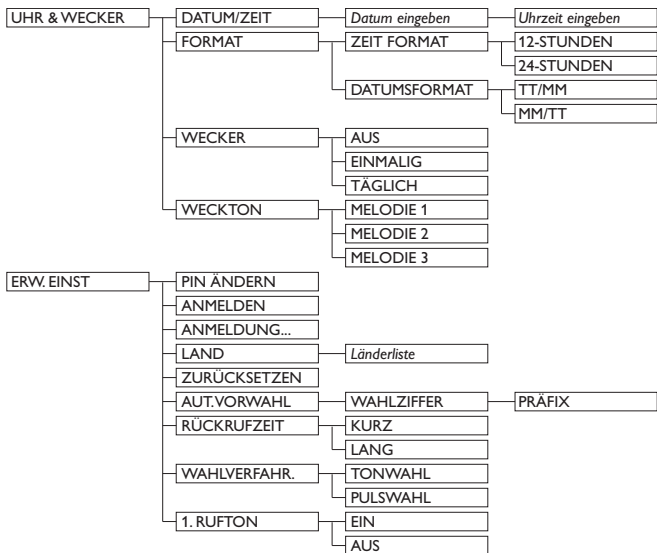 UHR & WECKER DATUM/ZEIT Datum eingeben Uhrzeit eingeben
FORMAT ZEIT FORMAT 12-STUNDEN
24-STUNDEN
DATUMSFORMAT TT/MM
MM/TT
WECKER AUS
EINMALIG
TÄGLICH
WECKTON MELODIE 1
MELODIE 2
MELODIE 3
ERW. EINST PIN ÄNDERN
ANMELDEN
ANMELDUNG...
LAND Länderliste
ZURÜCKSETZEN
AUT.VORWAHL WAHLZIFFER PRÄFIX
RÜCKRUFZEIT KURZ
LANG
WAHLVERFAHR. TONWAHL
PULSWAHL
1. RUFTON EIN
AUS